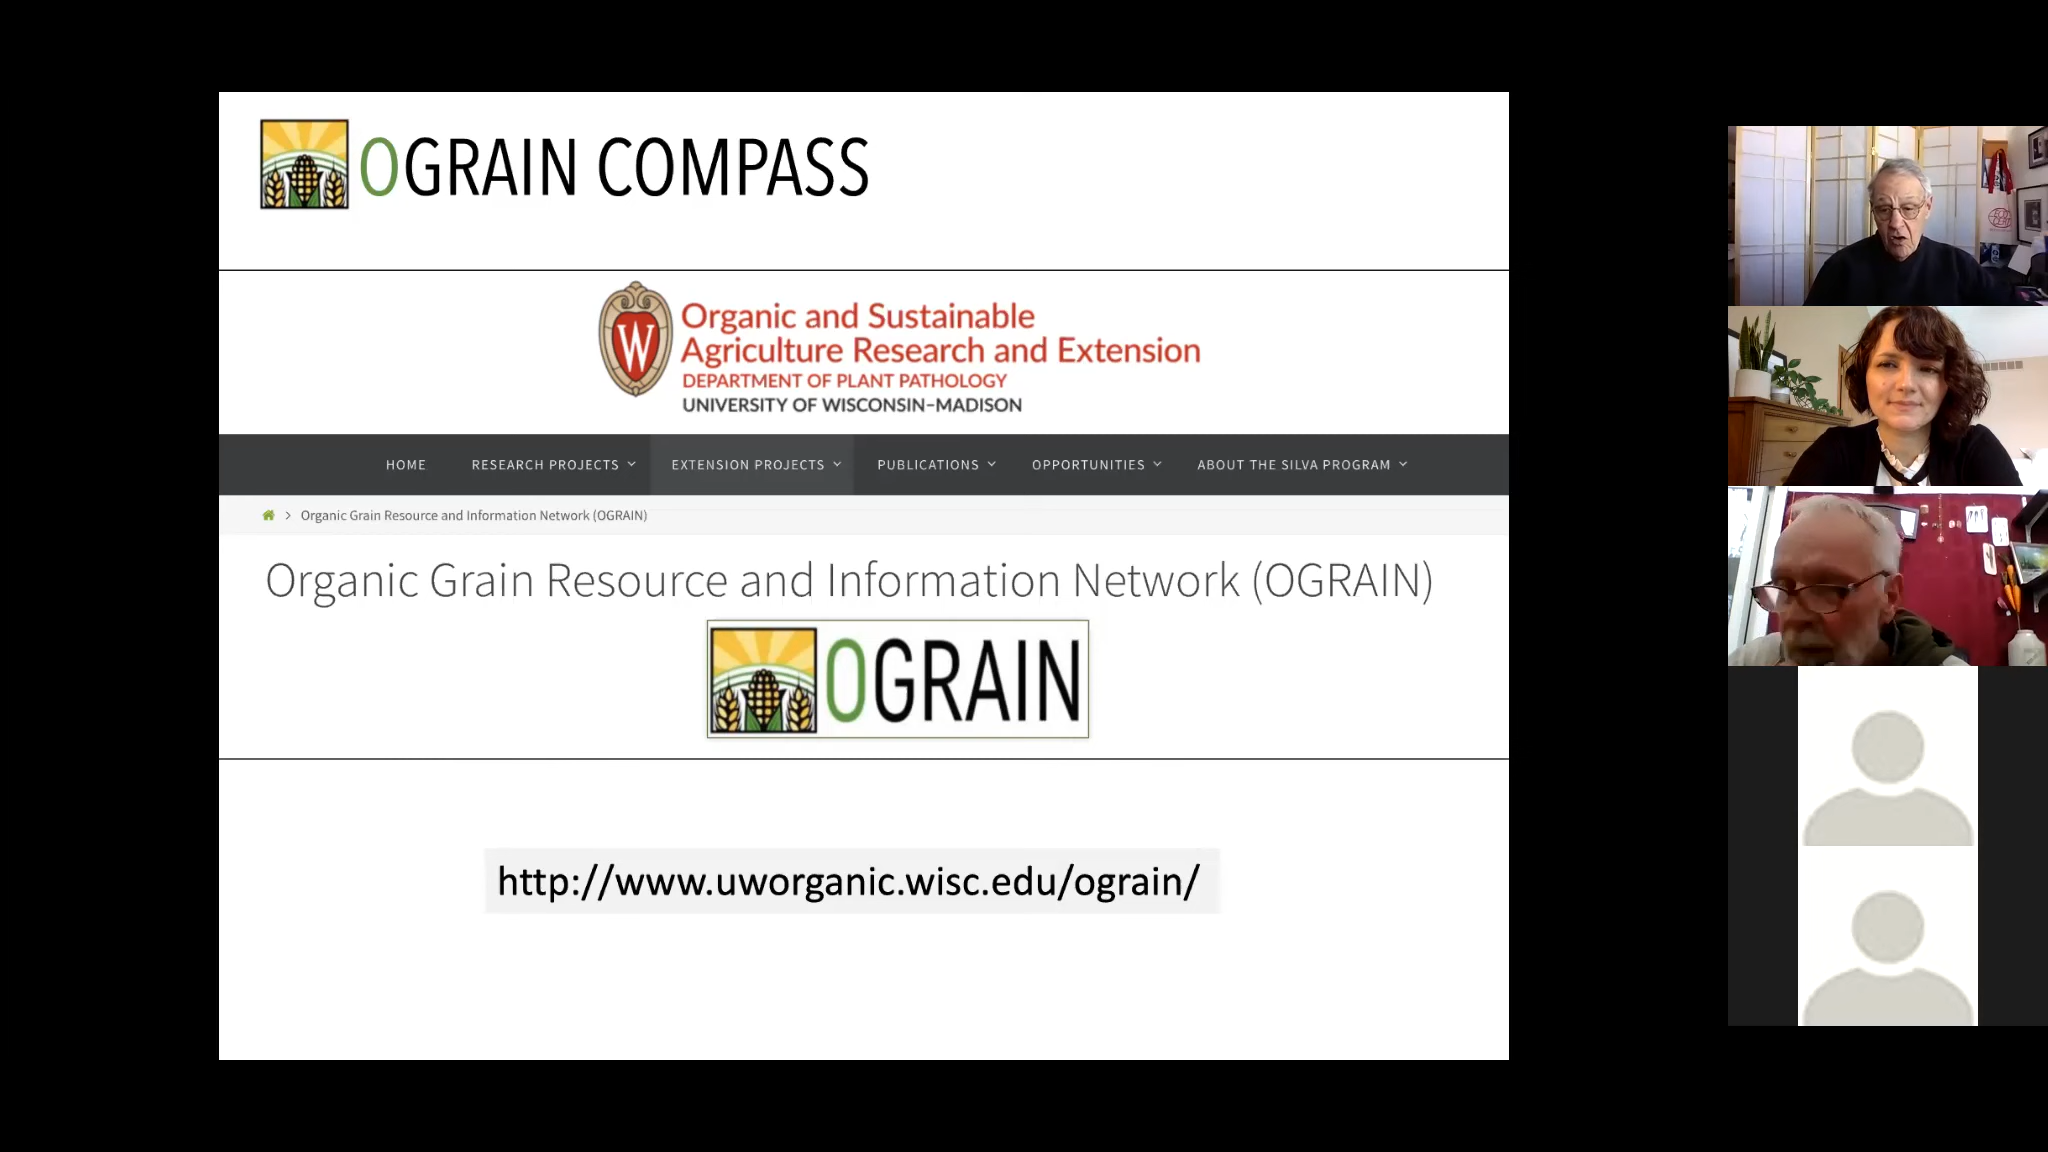 OGRAIN COMPASS
W
Organic and Sustainable
Agriculture Research and Extension
DEPARTMENT OF PLANT PATHOLOGY
UNIVERSITY OF WISCONSIN–MADISON
HOME RESEARCH PROJECTS EXTENSION PROJECTS PUBLICATIONS OPPORTUNITIES ABOUT THE SILVA PROGRAM
Organic Grain Resource and Information Network (OGRAIN)
Organic Grain Resource and Information Network (OGRAIN)
OGRAIN
http://www.uworganic.wisc.edu/ograin/